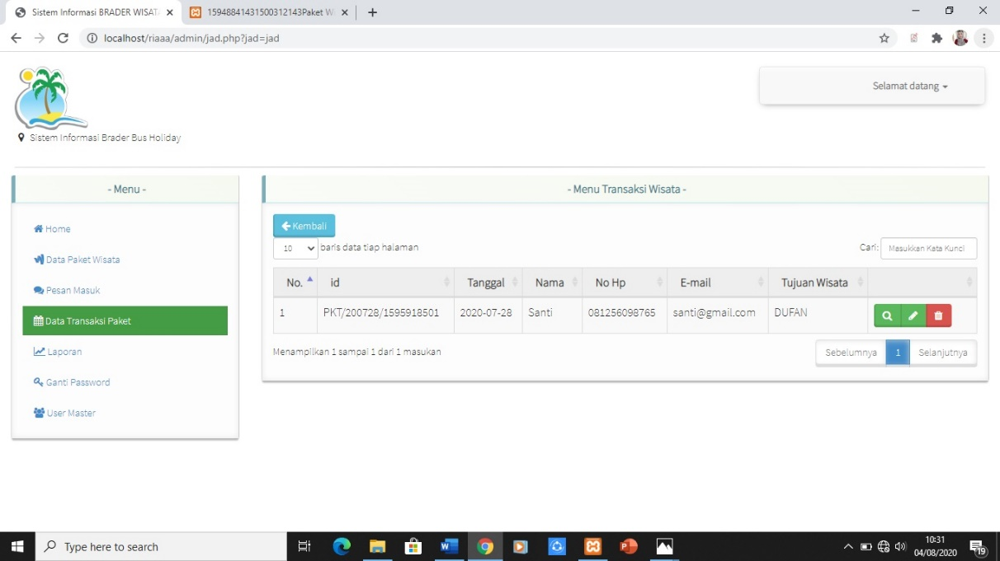 Sistem Informasi BRADER WISAT
15948841431500312143Paket W
localhost/riaaa/admin/jad.php?jad=jad
Selamat datang
Sistem Informasi Brader Bus Holiday
- Menu -
Home
Data Paket Wisata
Pesan Masuk
Data Transaksi Paket
Laporan
Ganti Password
User Master
- Menu Transaksi Wisata -
Kembali
10 baris data tiap halaman
Cari: Masukkan Kata Kunci
No. id Tanggal Nama No Hp E-mail Tujuan Wisata
1 PKT/200728/1595918501 2020-07-28 Santi 081256098765 santi@gmail.com DUFAN
Menampilkan 1 sampai 1 dari 1 masukan
Sebelumnya 1 Selanjutnya
Type here to search
10:31
04/08/2020
19